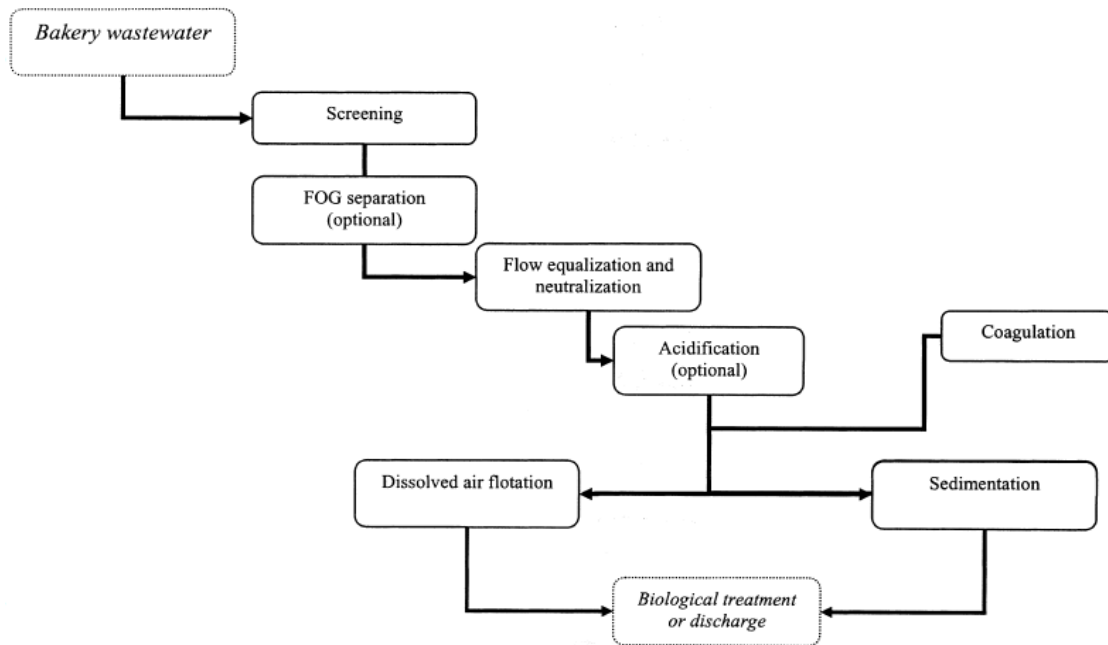 Bakery wastewater
Screening
FOG separation
(optional)
Flow equalization and
neutralization
Acidification
(optional)
Coagulation
Dissolved air flotation
Sedimentation
Biological treatment
or discharge